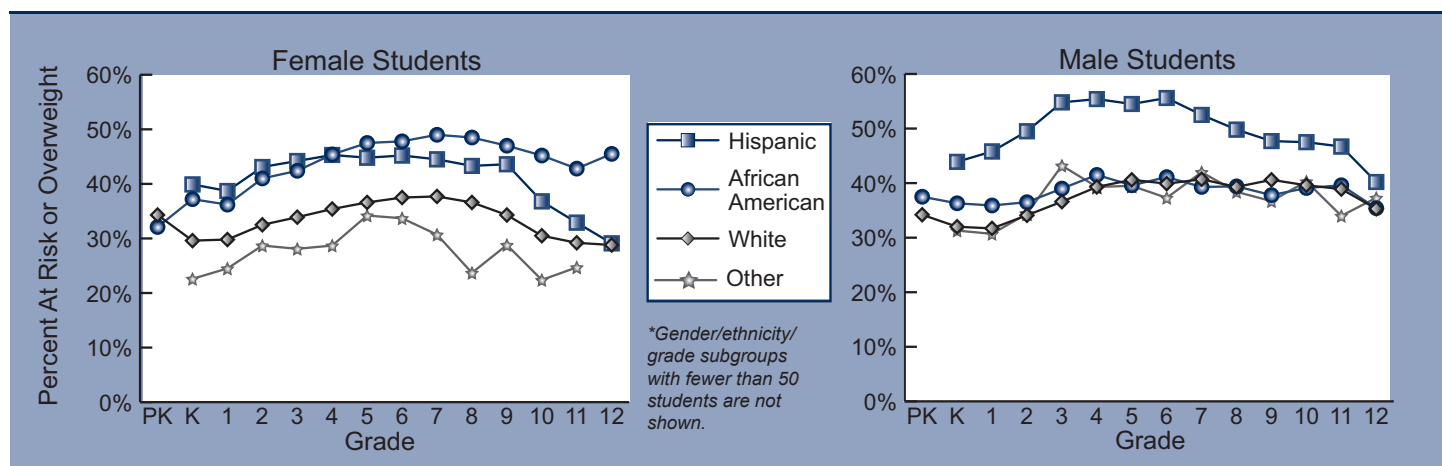 Female Students
Percent At Risk or Ovenweight
60%
50%
40%
30%
20%
10%
0%
PK K 1 2 3 4 5 6 7 8 9 10 11 12
Grade
Hispanic
African
American
White
Other
*Gender/ethnicity/
grade subgroups
with fewer than 50
students are not
shown.
Male Students
60%
50%
40%
30%
20%
10%
0%
PK K 1 2 3 4 5 6 7 8 9 10 11 12
Grade